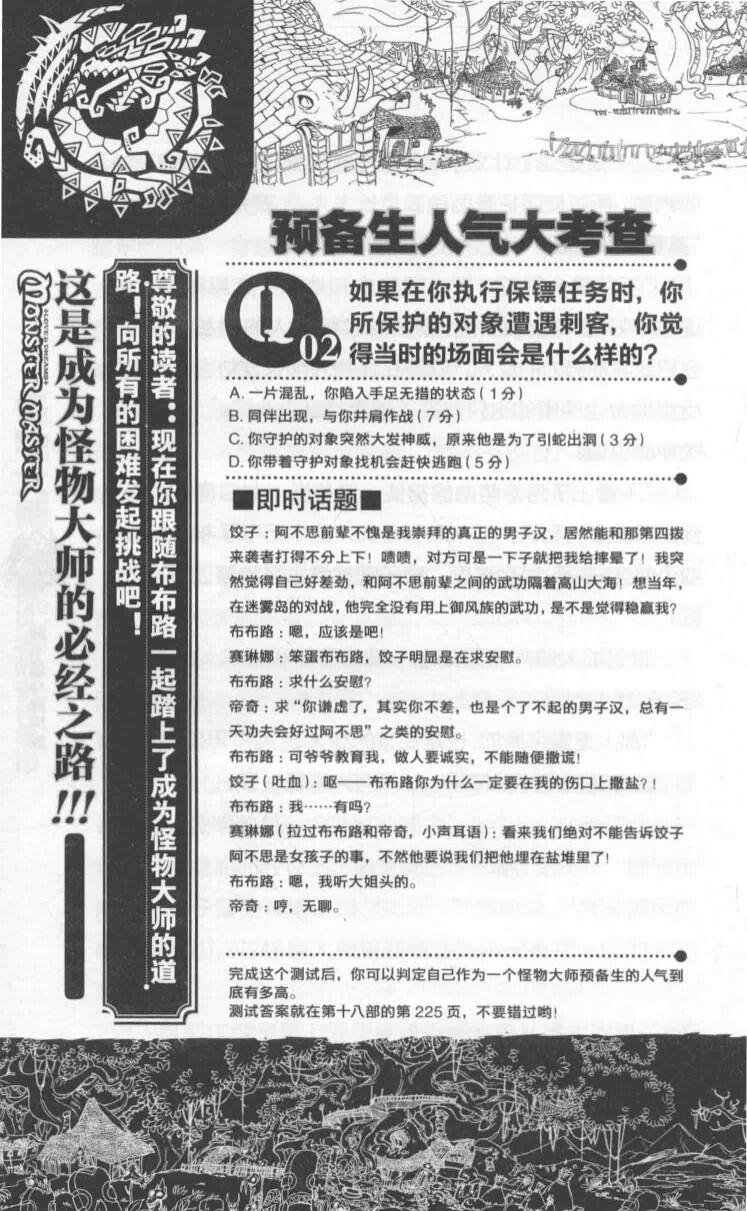 预备生人气大考查
Q02
如果在你执行保镖任务时，你
所保护的对象遭遇刺客，你觉
得当时的场面会是什么样的？
A. 一片混乱，你陷入手足无措的状态（1分）
B. 同伴出现，与你并肩作战（7分）
C. 你守护的对象突然大发神威，原来他是为了引蛇出洞（3分）
D. 你带着守护对象找机会赶快逃跑（5分）
■即时话题■
饺子：阿不思前辈不愧是我崇拜的真正的男子汉，居然能和那第四拨
来袭者打得不分上下！啧啧，对方可是一下子就把我给摔晕了！我突
然觉得自己好差劲，和阿不思前辈之间的武功隔着高山大海！想当年，
在迷雾岛的对战，他完全没有用上御风族的武功，是不是觉得稳赢我？
布布路：嗯，应该是吧！
赛琳娜：笨蛋布布路，饺子明显是在求安慰。
布布路：求什么安慰？
帝奇：求“你谦虚了，其实你不差，也是个了不起的男子汉，总有一
天功夫会好过阿不思”之类的安慰。
布布路：可爷爷教育我，做人要诚实，不能随便撒谎！
饺子（吐血）：呕——布布路你为什么一定要在我的伤口上撒盐？！
布布路：我……有吗？
赛琳娜（拉过布布路和帝奇，小声耳语）：看来我们绝对不能告诉饺子
阿不思是女孩子的事，不然他要说我们把他埋在盐堆里了！
布布路：嗯，我听大姐头的。
帝奇：哼，无聊。
完成这个测试后，你可以判定自己作为一个怪物大师预备生的人气到
底有多高。
测试答案就在第十八部的第 225 页，不要错过哟！
尊敬的读者：现在你跟随布布路一起踏上了成为怪物大师的道
路！向所有的困难发起挑战吧！
这是成为怪物大师的必经之路!!!
LOVE & DREAMS
MONSTER MASTER